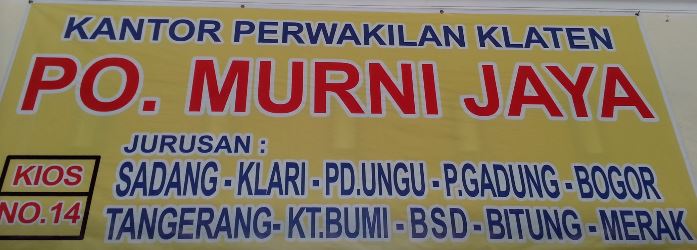 KANTOR PERWAKILAN KLATEN
PO. MURNI JAYA
JURUSAN :
KIOS
NO.14
SADANG - KLARI - PD.UNGU - P.GADUNG - BOGOR
TANGERANG - KT.BUMI - BSD - BITUNG - MERAK